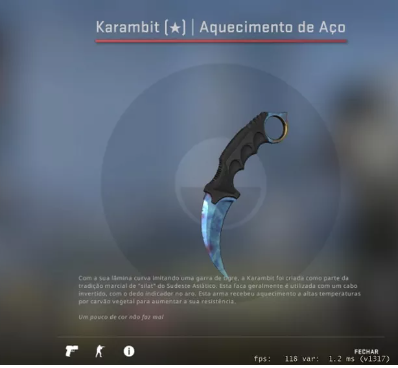 Karambit (★) | Aquecimento de Aço
Com a sua lâmina curva imitando uma garra de tigre, o Karambit foi criado como parte da
tradição marcial de "silat" do Sudeste Asiático. Esta faca geralmente é utilizada com um cabo
invertido, com o dedo indicador no aro. Esta arma recebeu aquecimento a altas temperaturas
por carvão vegetal para aumentar a sua resistência.
Um pouco de cor não faz mal
FECHAR
fps: 118 var: 1.2 ms (v1317)